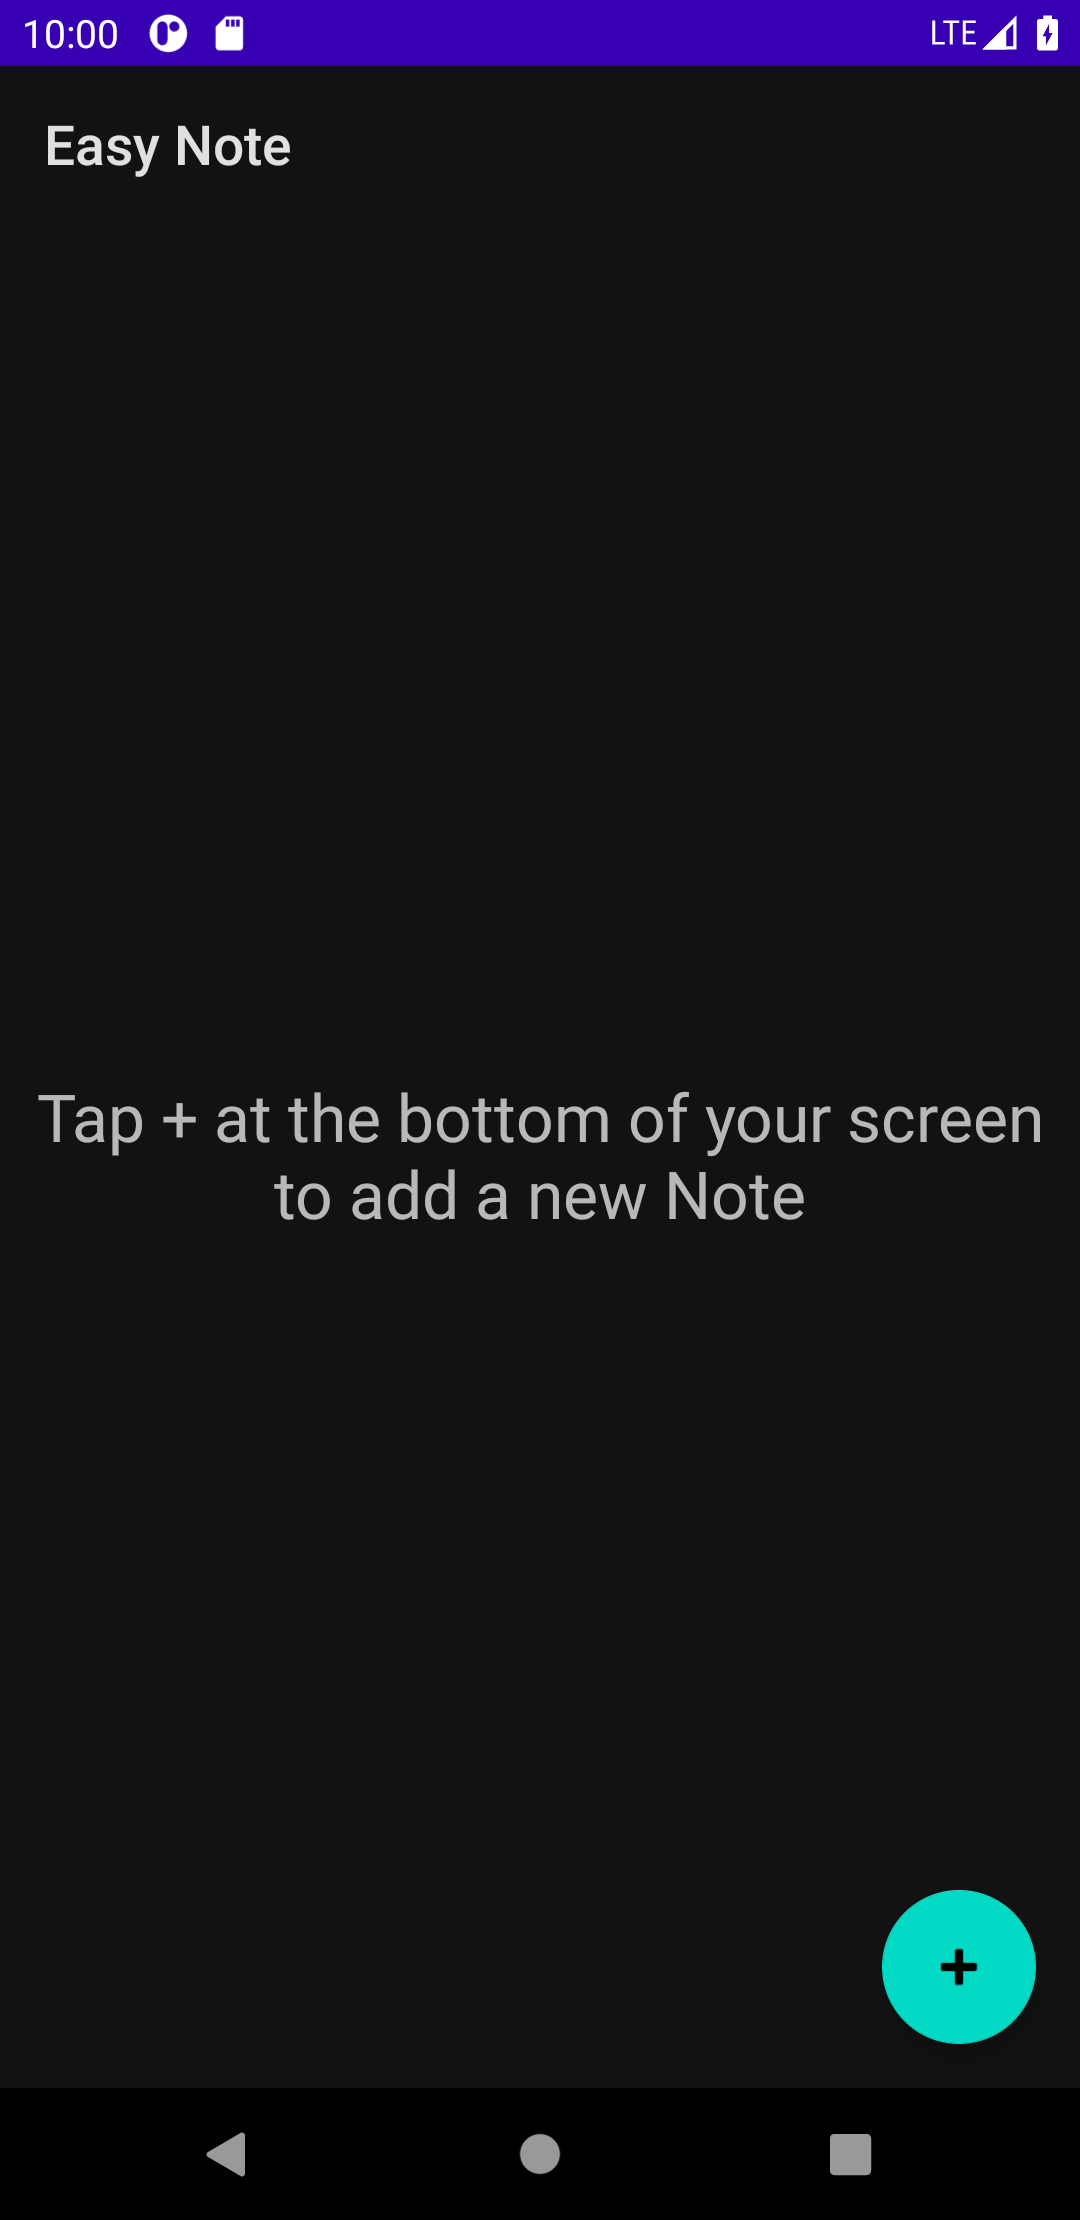 10:00 LTE
Easy Note
Tap + at the bottom of your screen
to add a new Note
+